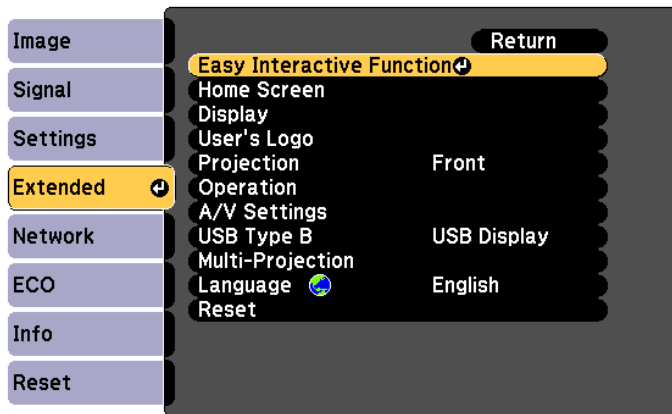 Image
Signal
Settings
Extended
Network
ECO
Info
Reset
Return
Easy Interactive Function
Home Screen
Display
User's Logo
Projection Front
Operation
A/V Settings
USB Type B USB Display
Multi-Projection
Language English
Reset